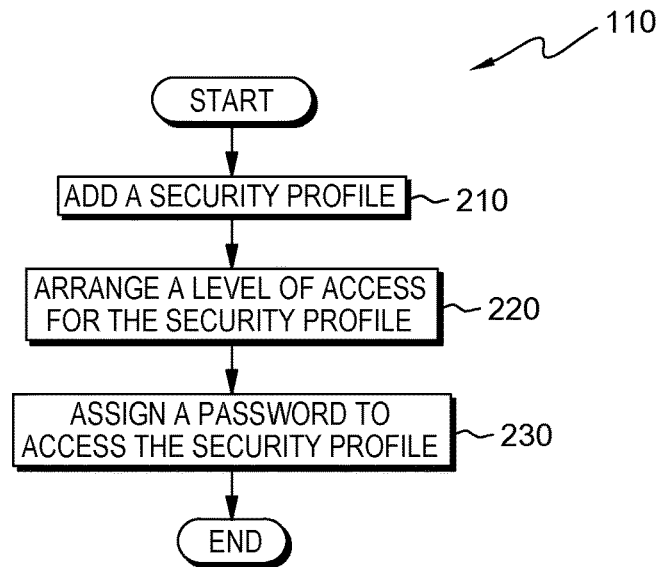 110
START
ADD A SECURITY PROFILE
210
ARRANGE A LEVEL OF ACCESS
FOR THE SECURITY PROFILE
220
ASSIGN A PASSWORD TO
ACCESS THE SECURITY PROFILE
230
END